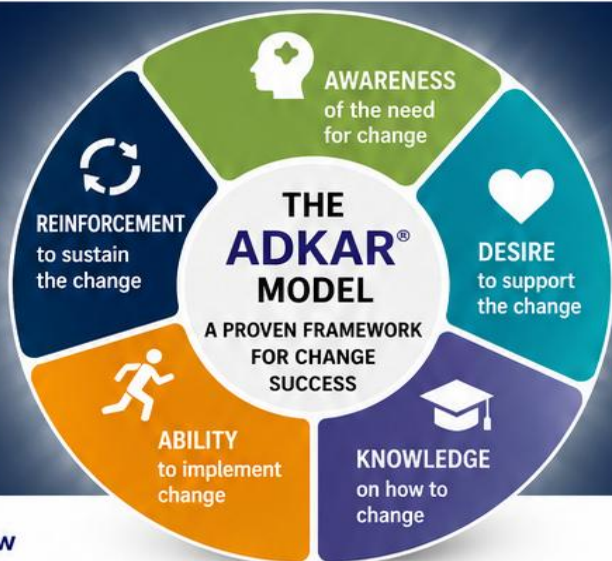 THE
ADKAR®
MODEL
A PROVEN FRAMEWORK
FOR CHANGE
SUCCESS
AWARENESS
of the need
for change
DESIRE
to support
the change
KNOWLEDGE
on how to
change
ABILITY
to implement
change
REINFORCEMENT
to sustain
the change